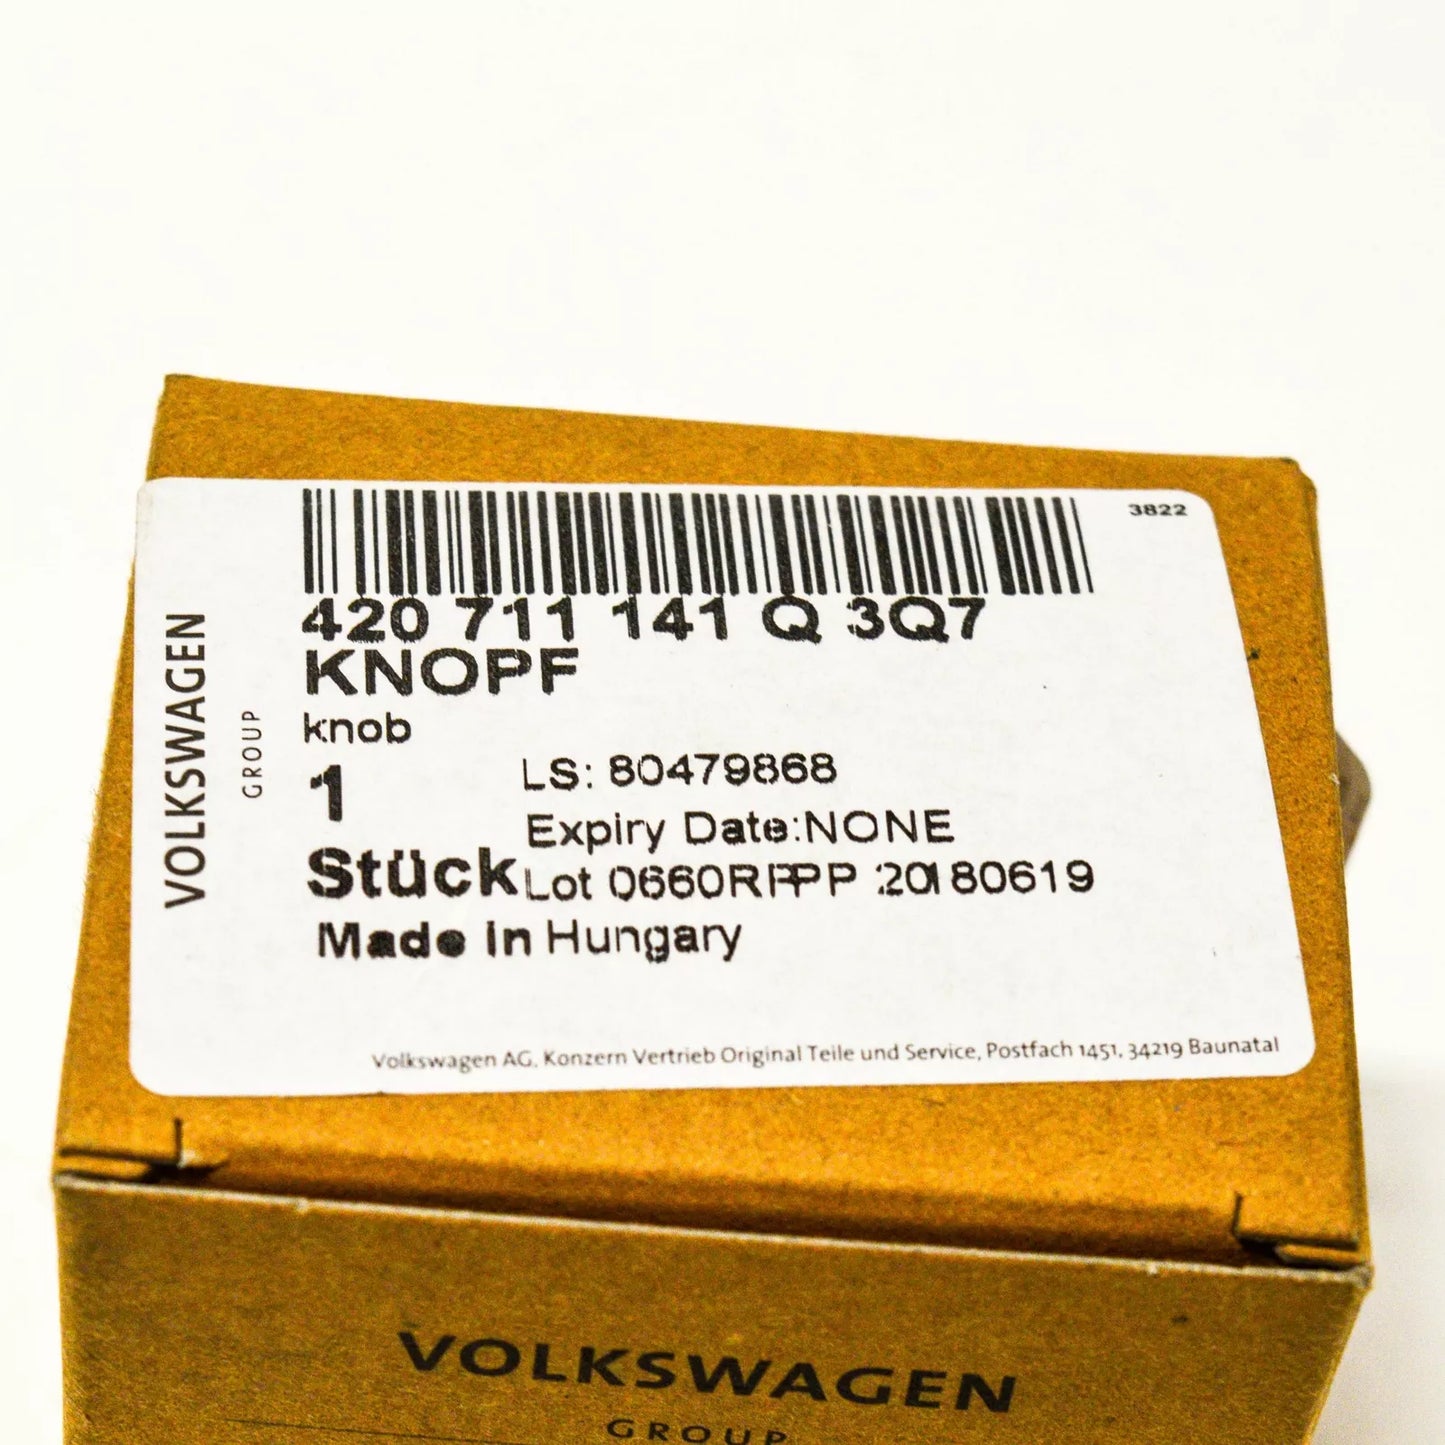 3822
420 711 141 Q 3Q7
KNOPF
knob
1
LS: 80479868
Expiry Date:NONE
Stück Lot 0660RPPP 20180619
Made in Hungary
Volkswagen AG, Konzern Vertrieb Original Teile und Service, Postfach 1451, 34219 Baunatal
VOLKSWAGEN
GROUP
VOLKSWAGEN
GROUP